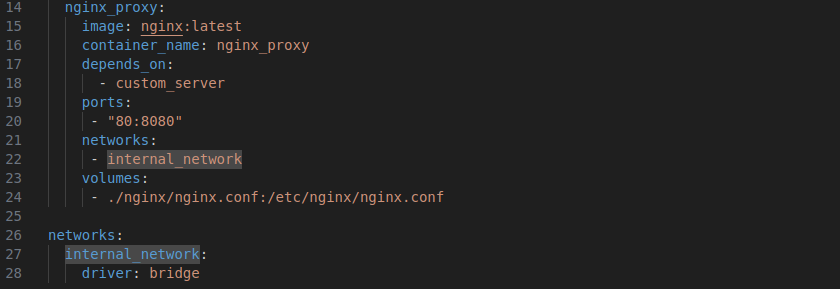 14 nginx_proxy:
15 image: nginx:latest
16 container_name: nginx_proxy
17 depends_on:
18 - custom_server
19 ports:
20 - "80:8080"
21 networks:
22 - internal_network
23 volumes:
24 - ./nginx/nginx.conf:/etc/nginx/nginx.conf
25
26 networks:
27 internal_network:
28 driver: bridge